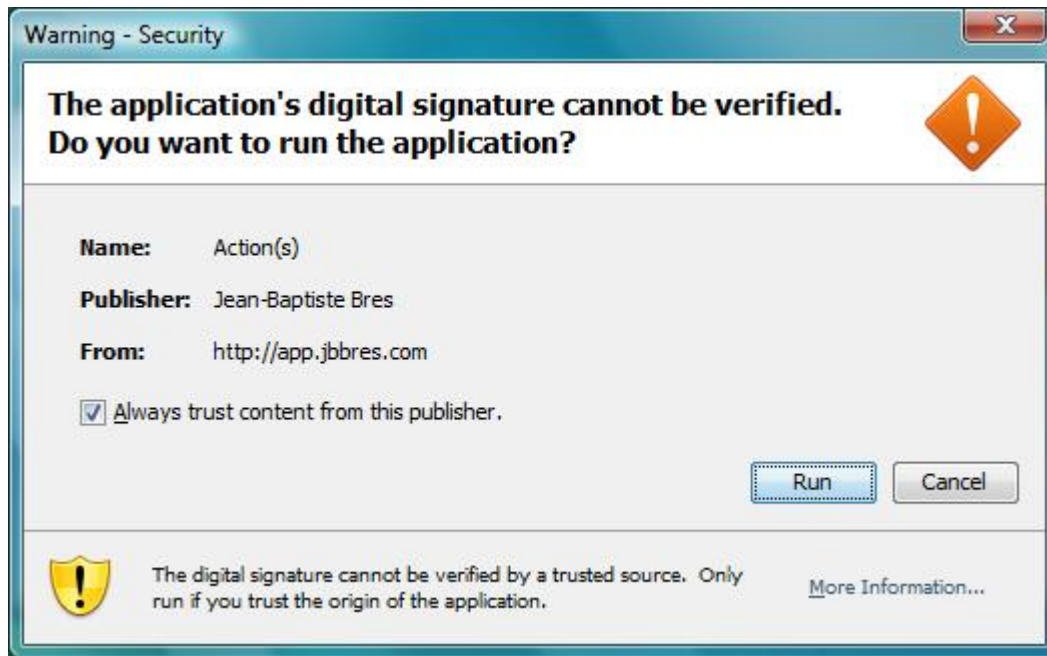 Warning - Security
The application's digital signature cannot be verified.
Do you want to run the application?
Name: Action(s)
Publisher: Jean-Baptiste Bres
From: http://app.jbbres.com
Always trust content from this publisher.
Run Cancel
The digital signature cannot be verified by a trusted source. Only
run if you trust the origin of the application.
More Information...